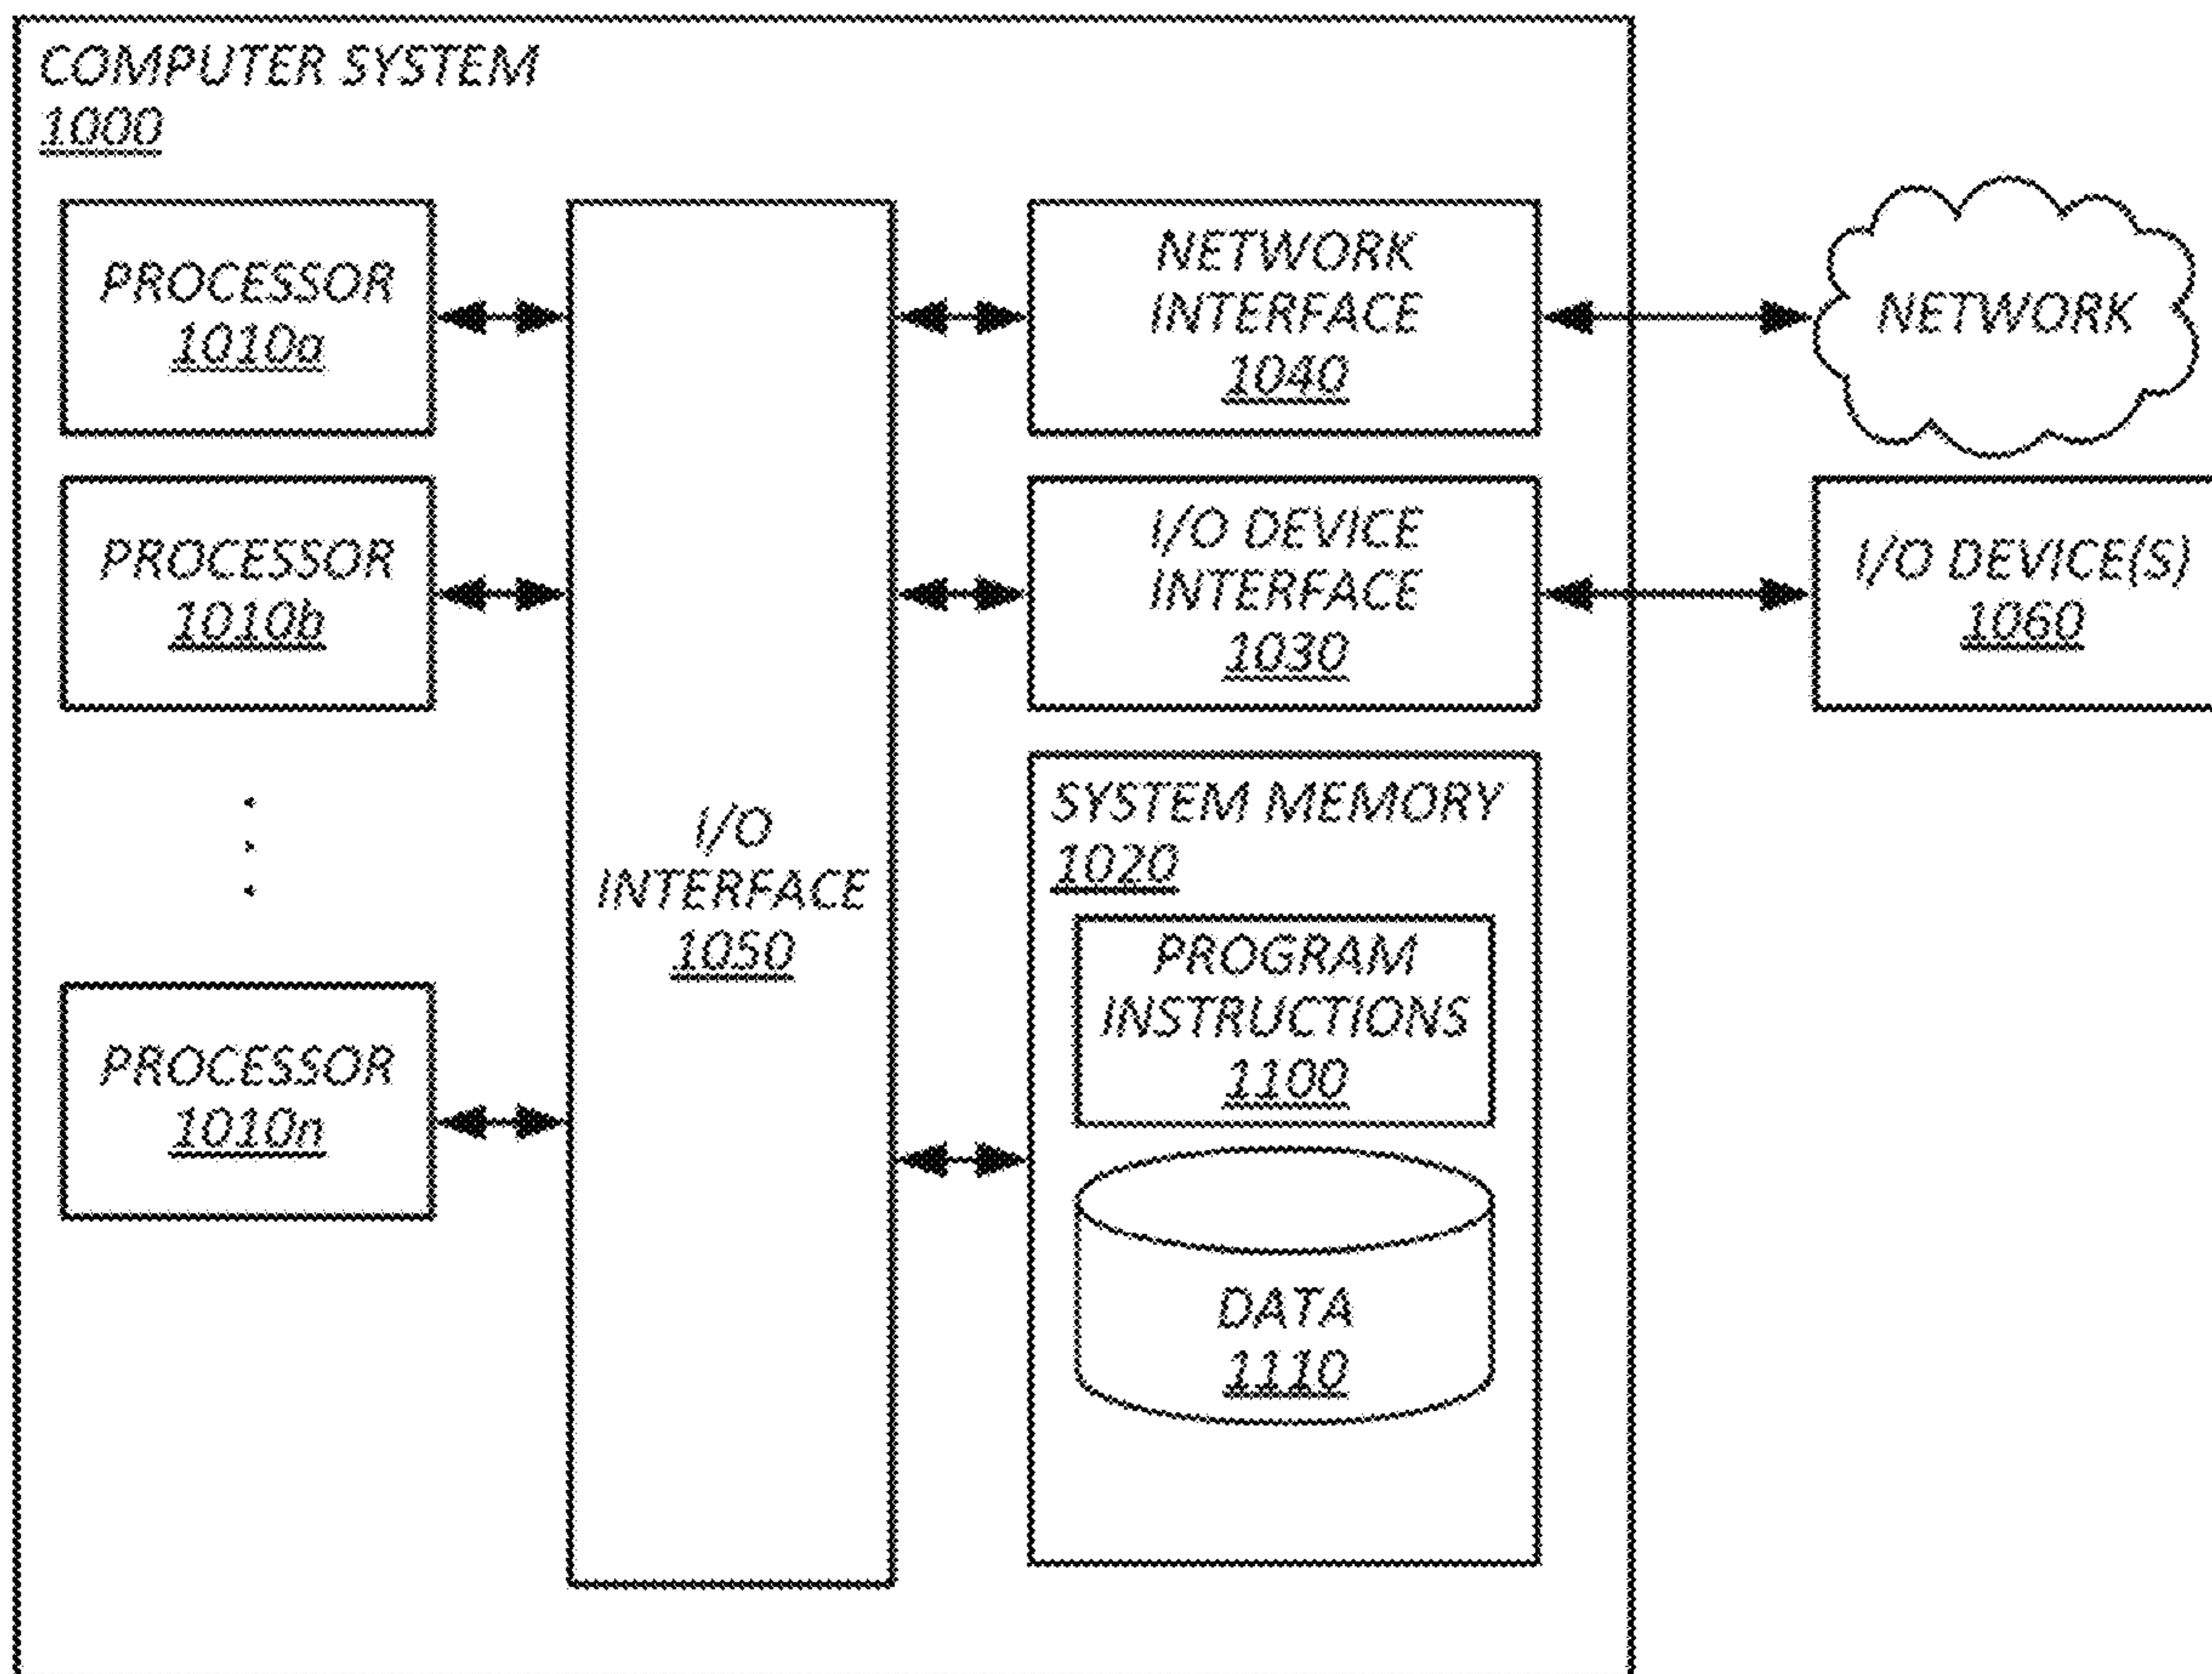 COMPUTER SYSTEM
1000
PROCESSOR
1010a
PROCESSOR
1010b
PROCESSOR
1010n
I/O
INTERFACE
1050
NETWORK
INTERFACE
1040
I/O DEVICE
INTERFACE
1030
SYSTEM MEMORY
1020
PROGRAM
INSTRUCTIONS
1100
DATA
1110
NETWORK
I/O DEVICE(S)
1060